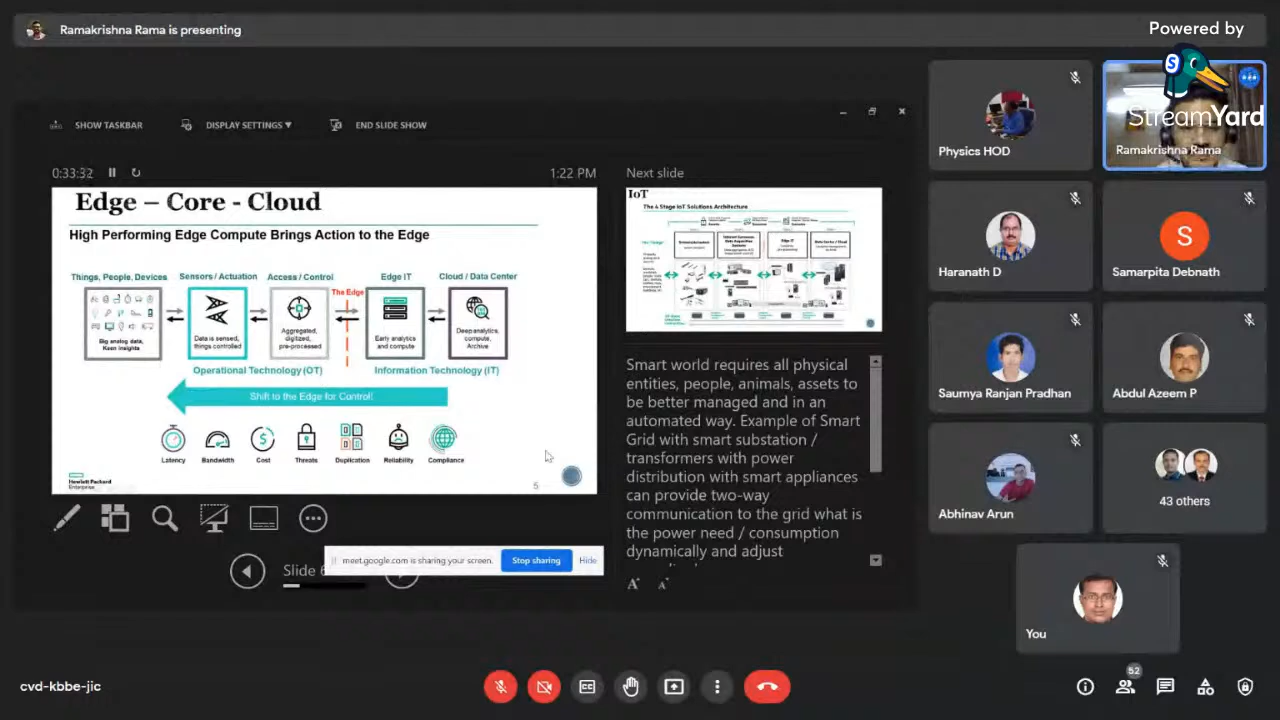 Ramakrishna Rama is presenting
Powered by
StreamYard
SHOW TASKBAR
DISPLAY SETTINGS ▼
END SLIDE SHOW
0:33:32
1:22 PM
Edge – Core - Cloud
High Performing Edge Compute Brings Action to the Edge
Things, People, Devices
Sensors / Actuation
Access / Control
Edge IT
Cloud / Data Center
The Edge
Big analog data,
Keen insights
Data is sensed,
things controlled
Aggregated,
digitized,
pre-processed
Early analytics
and compute
Deep analytics,
compute,
Archive
Operational Technology (OT)
Information Technology (IT)
Shift to the Edge for Control!
Latency
Bandwidth
Cost
Threats
Duplication
Reliability
Compliance
Hewlett Packard
Enterprise
5
Slide
meet.google.com is sharing your screen.
Stop sharing
Hide
Next slide
IoT
The 4 Stage IoT Solutions Architecture
Smart world requires all physical
entities, people, animals, assets to
be better managed and in an
automated way. Example of Smart
Grid with smart substation /
transformers with power
distribution with smart appliances
can provide two-way
communication to the grid what is
the power need / consumption
dynamically and adjust
Physics HOD
Ramakrishna Rama
Haranath D
S
Samarpita Debnath
Saumya Ranjan Pradhan
Abdul Azeem P
Abhinav Arun
43 others
You
cvd-kbbe-jic
52